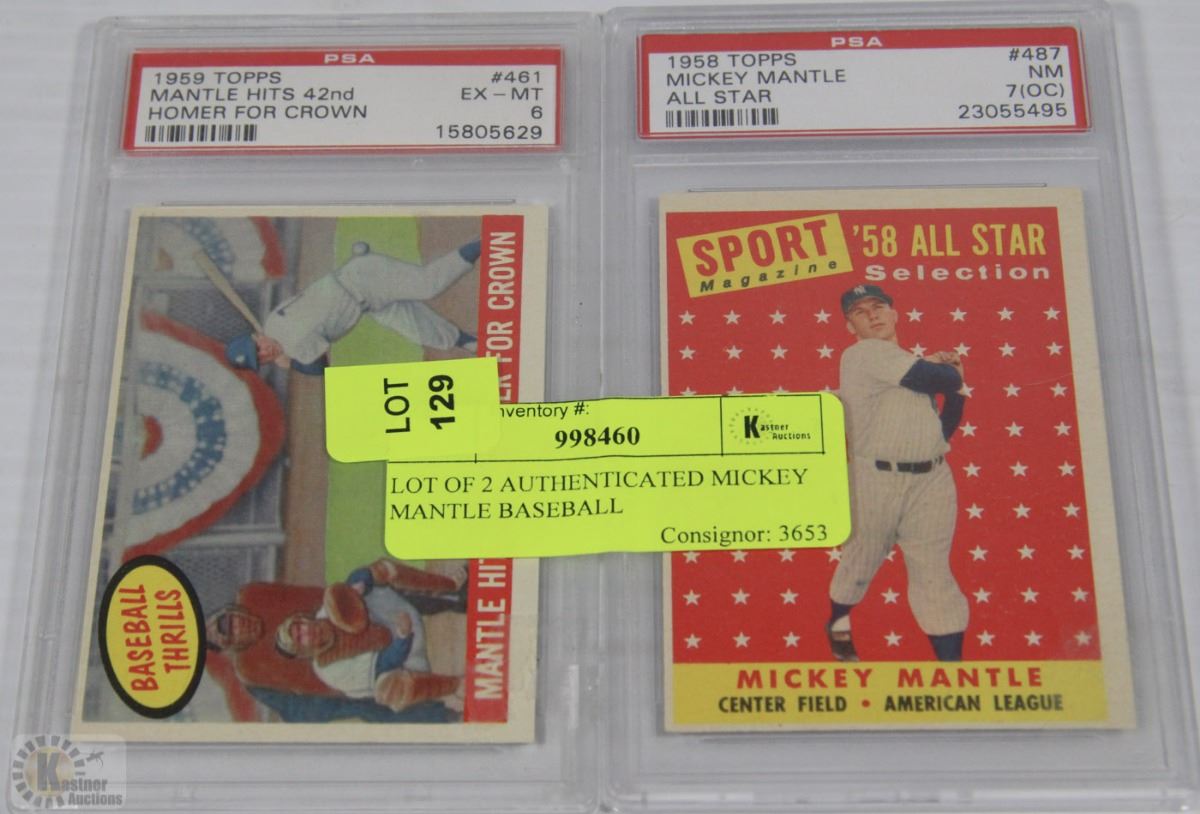 PSA
1959 TOPPS #461
MANTLE HITS 42nd EX-MT
HOMER FOR CROWN 6
15805629
PSA
1958 TOPPS #487
MICKEY MANTLE NM
ALL STAR 7(OC)
23055495
MANTLE HI ER FOR CROWN
BASEBALL
THRILLS
SPORT
Magazine
'58 ALL STAR
Selection
MICKEY MANTLE
CENTER FIELD • AMERICAN LEAGUE
LOT
129
nventory #:
998460
Kastner
Auctions
LOT OF 2 AUTHENTICATED MICKEY
MANTLE BASEBALL
Consignor: 3653
Kastner
Auctions